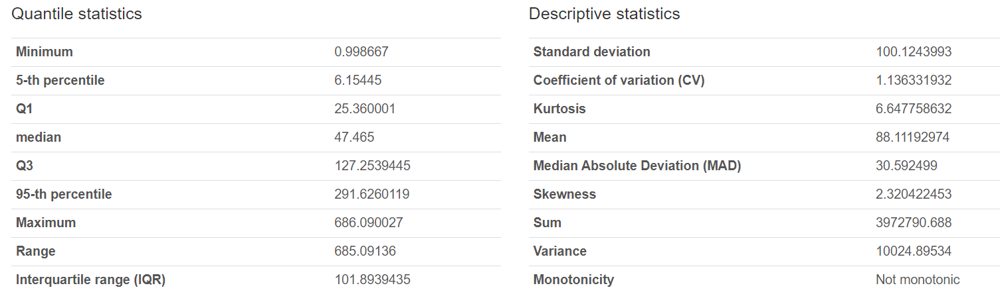 Quantile statistics
Minimum 0.998667
5-th percentile 6.15445
Q1 25.360001
median 47.465
Q3 127.2539445
95-th percentile 291.6260119
Maximum 686.090027
Range 685.09136
Interquartile range (IQR) 101.8939435
Descriptive statistics
Standard deviation 100.1243993
Coefficient of variation (CV) 1.136331932
Kurtosis 6.647758632
Mean 88.11192974
Median Absolute Deviation (MAD) 30.592499
Skewness 2.320422453
Sum 3972790.688
Variance 10024.89534
Monotonicity Not monotonic